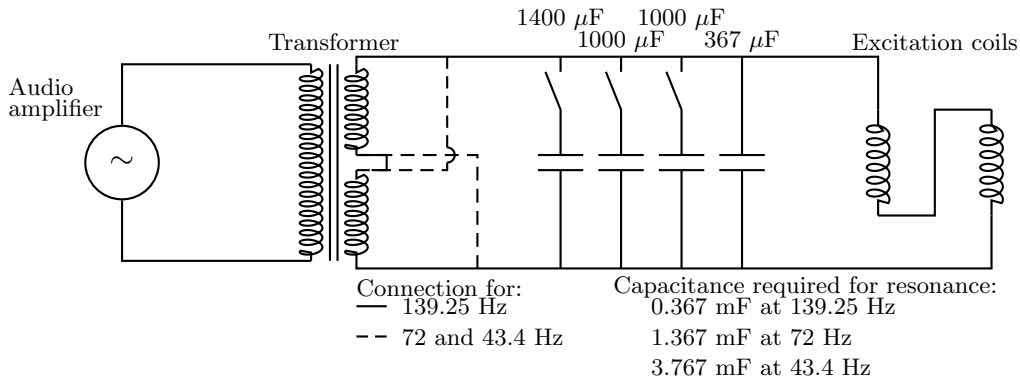 1400 μF
1000 μF
1000 μF
367 μF
Transformer
Excitation coils
Audio
amplifier
~
Connection for:
139.25 Hz
72 and 43.4 Hz
Capacitance required for resonance:
0.367 mF at 139.25 Hz
1.367 mF at 72 Hz
3.767 mF at 43.4 Hz